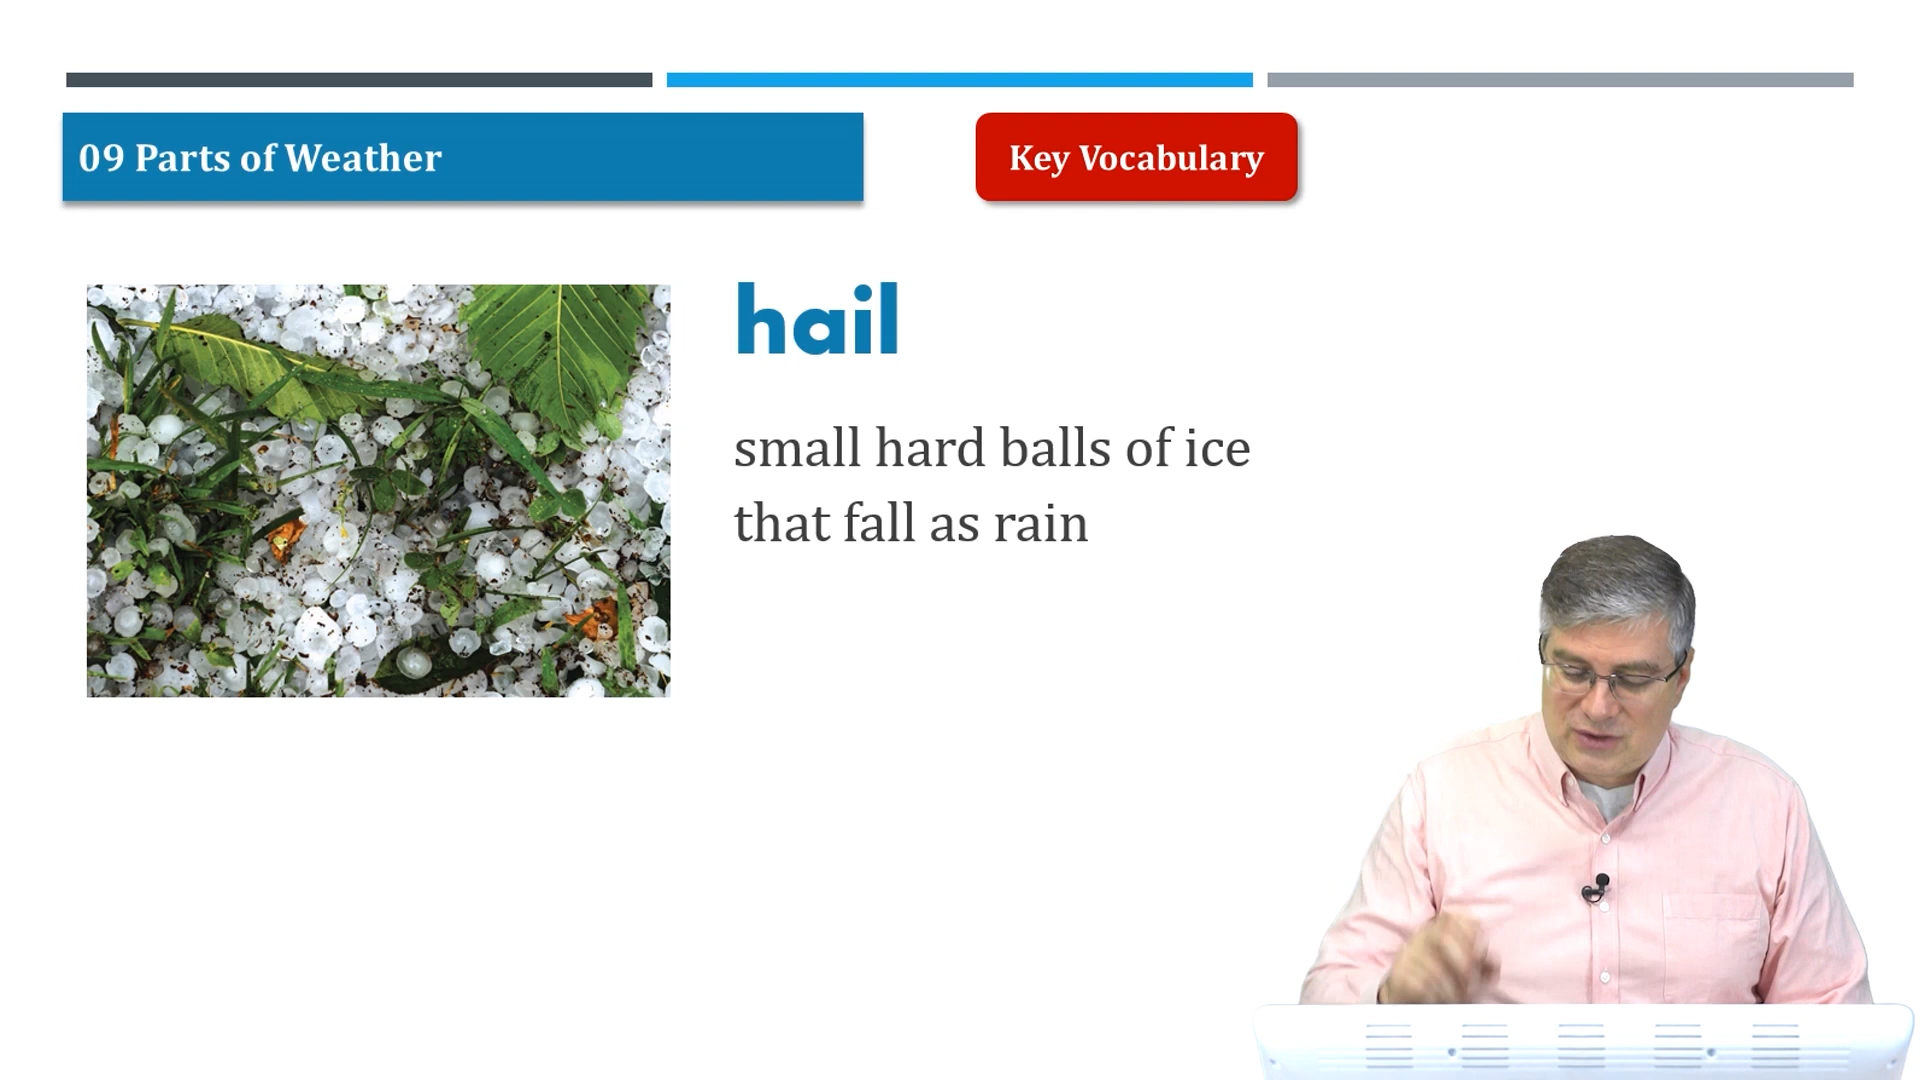 09 Parts of Weather
Key Vocabulary
hail
small hard balls of ice
that fall as rain